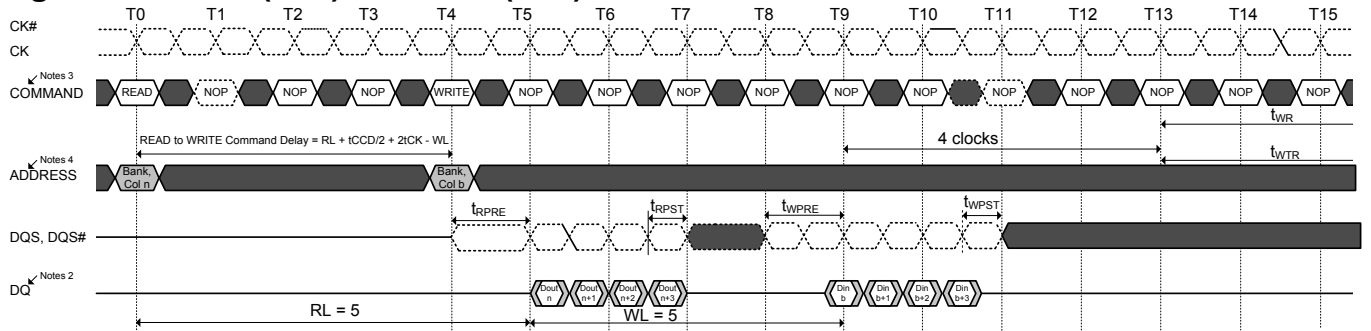 T0 T1 T2 T3 T4 T5 T6 T7 T8 T9 T10 T11 T12 T13 T14 T15
CK#
CK
Notes 3
COMMAND READ NOP NOP NOP WRITE NOP NOP NOP NOP NOP NOP NOP NOP NOP NOP NOP
tWR
READ to WRITE Command Delay = RL + tCCD/2 + 2tCK - WL
4 clocks
tWTR
Notes 4
ADDRESS
Bank, Col n
Bank, Col b
tRPRE tRPST tWPRE tWPST
DQS, DQS#
Notes 2
DQ
Dout n
Dout n+1
Dout n+2
Dout n+3
Din b
Din b+1
Din b+2
Din b+3
RL = 5 WL = 5